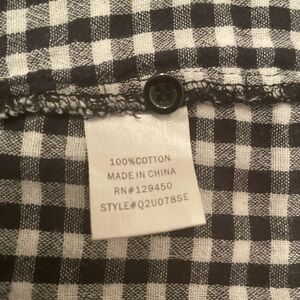 100%COTTON
MADE IN CHINA
RN#129450
STYLE#Q2U078SE